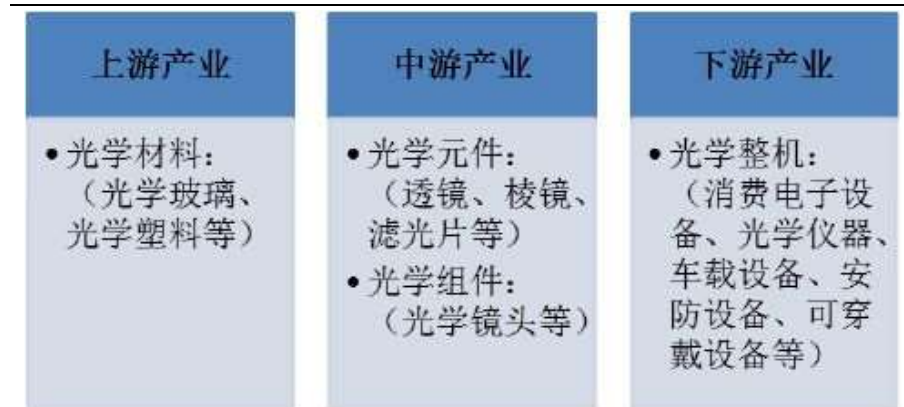 上游产业
•光学材料：
（光学玻璃、
光学塑料等）
中游产业
•光学元件：
（透镜、棱镜、
滤光片等）
•光学组件：
（光学镜头等）
下游产业
•光学整机：
（消费电子设
备、光学仪器、
车载设备、安
防设备、可穿
戴设备等）